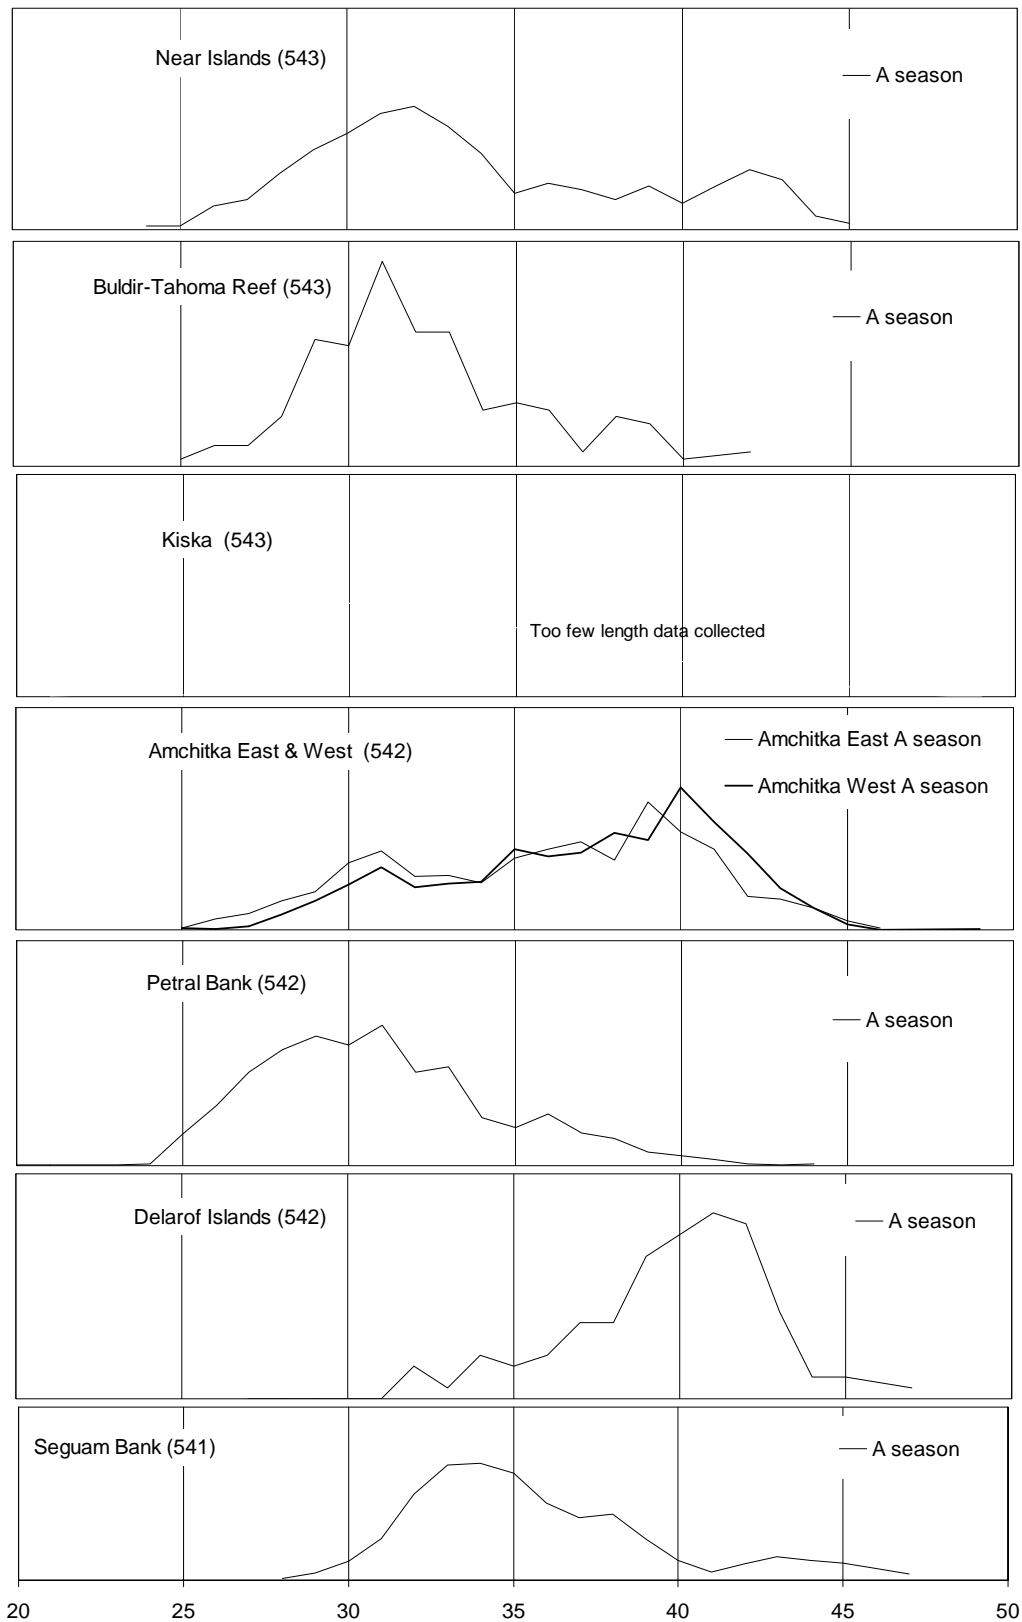 Near Islands (543)
A season
Buldir-Tahoma Reef (543)
A season
Kiska (543)
Too few length data collected
Amchitka East & West (542)
Amchitka East A season
Amchitka West A season
Petral Bank (542)
A season
Delarof Islands (542)
A season
Seguam Bank (541)
A season
20 25 30 35 40 45 50